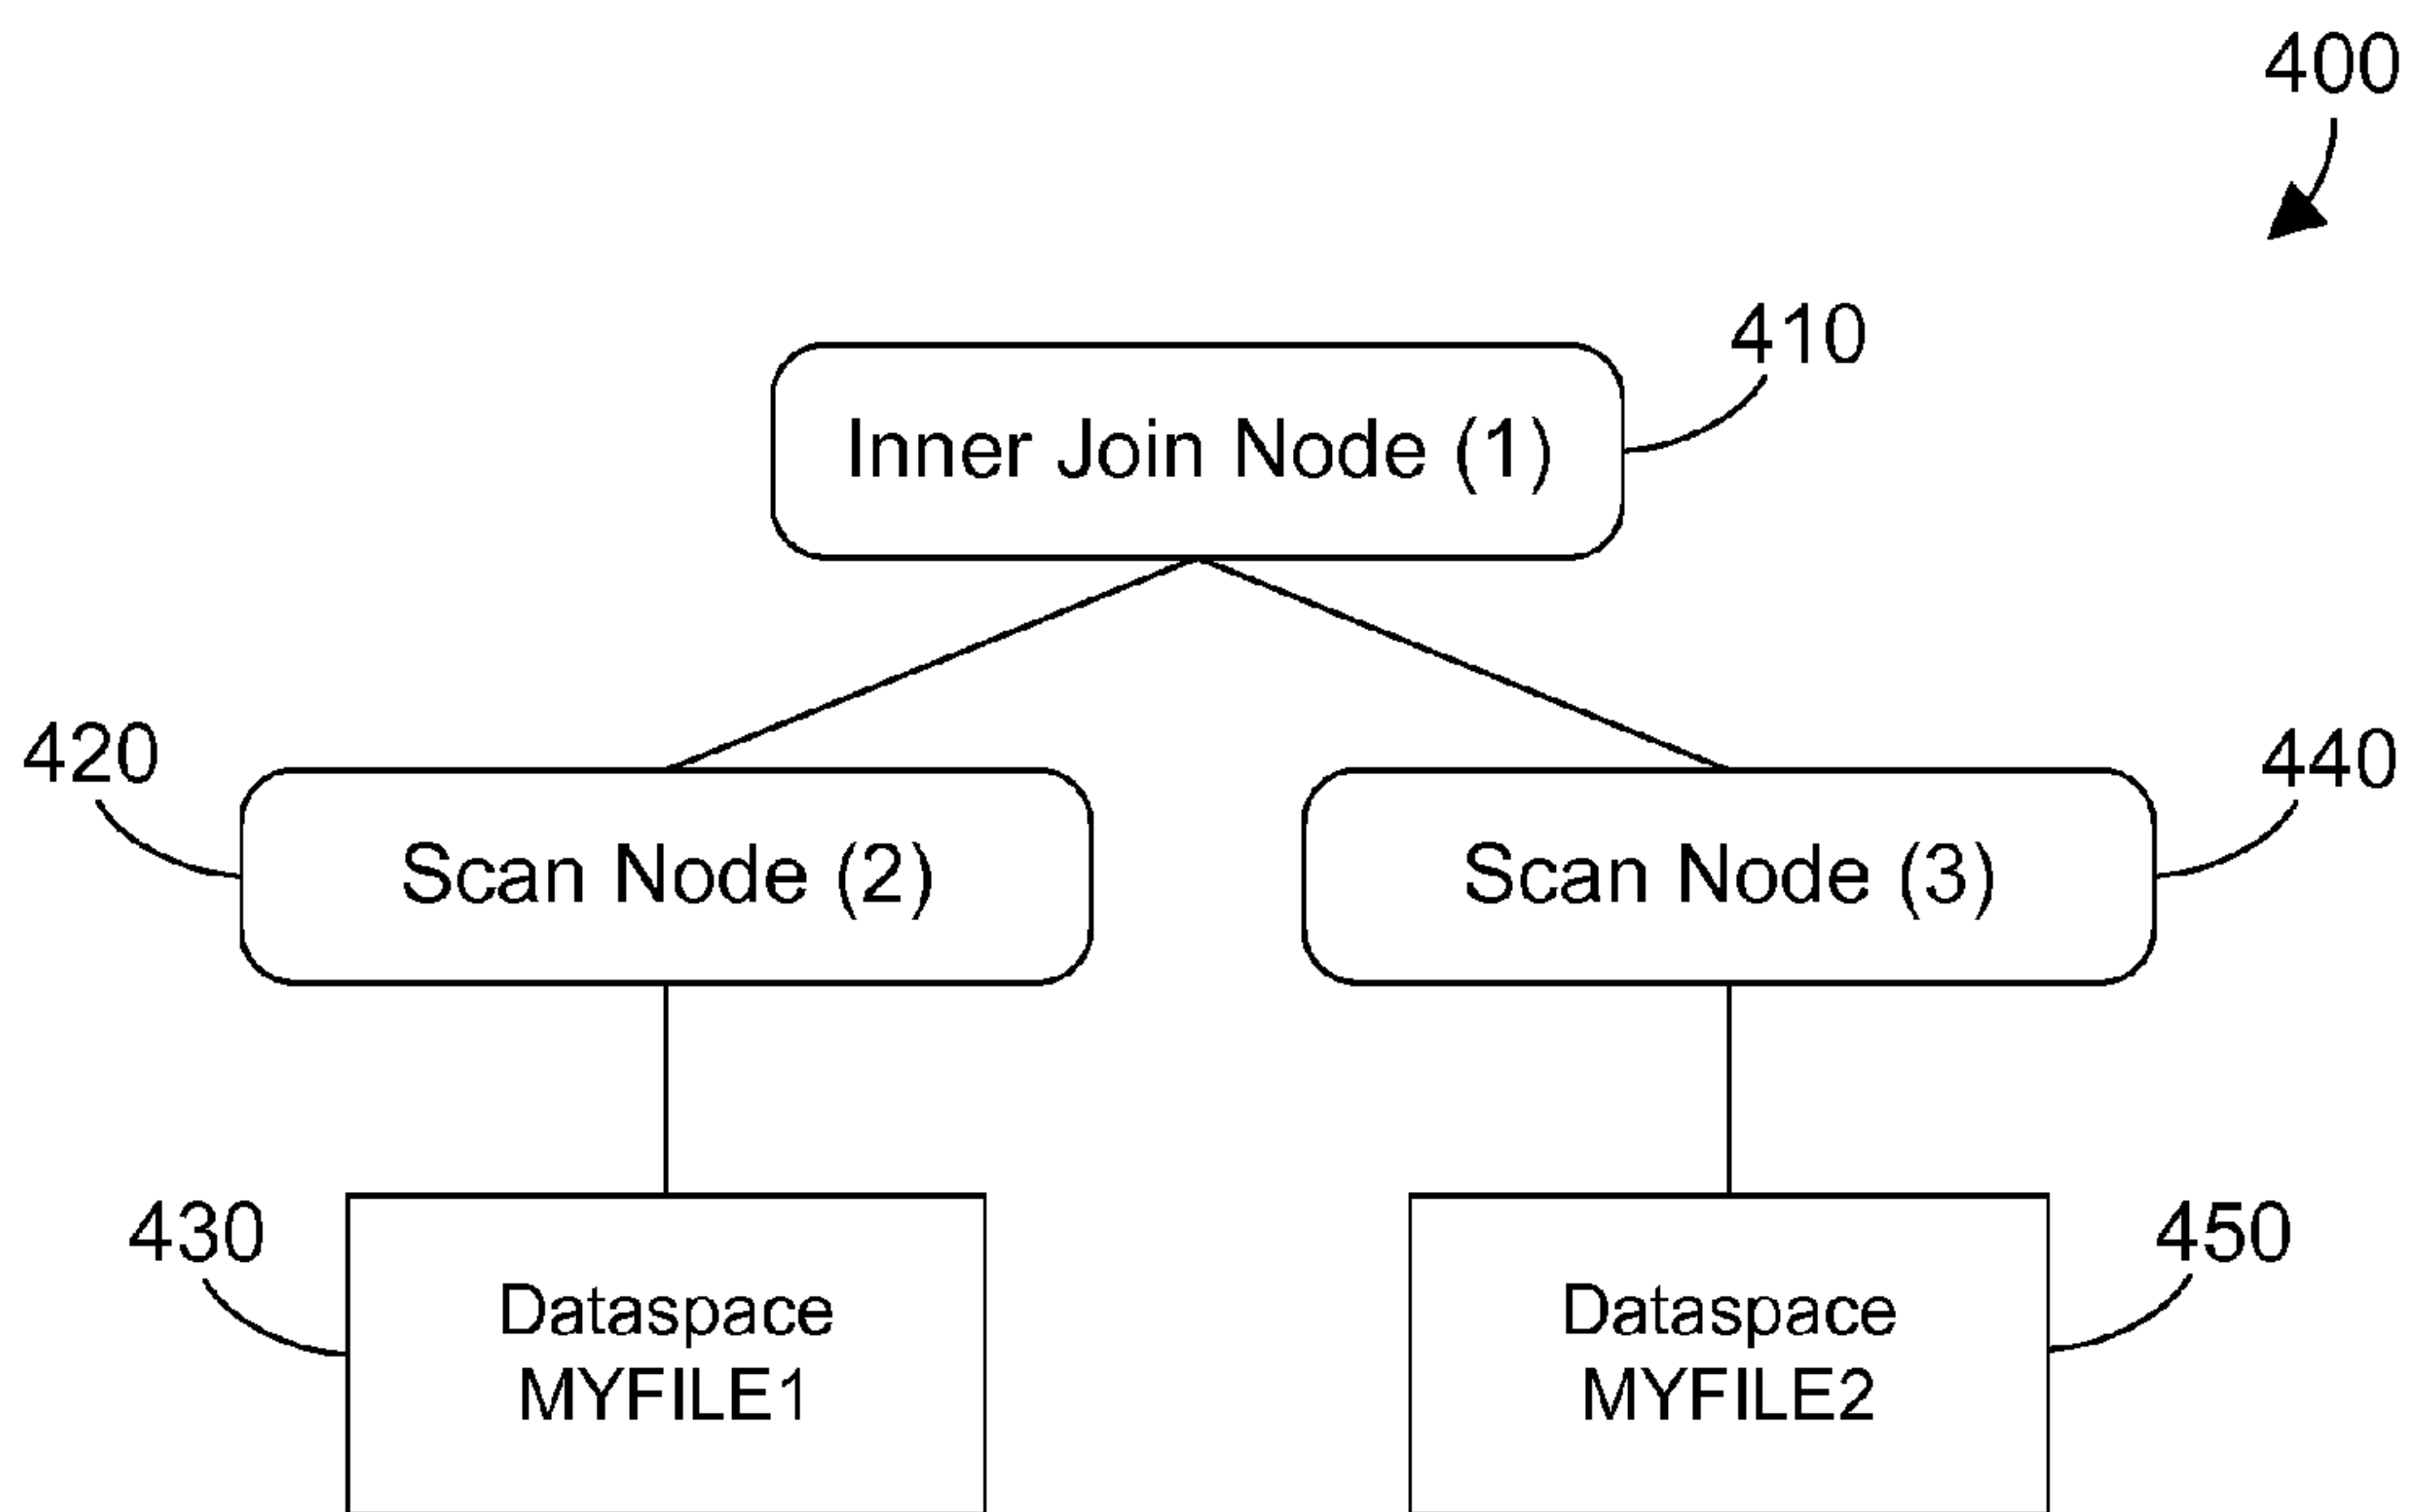 400
410
Inner Join Node (1)
420
440
Scan Node (2)
Scan Node (3)
430
450
Dataspace
MYFILE1
Dataspace
MYFILE2